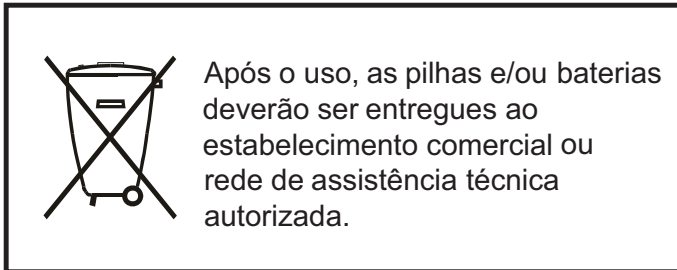 Após o uso, as pilhas e/ou baterias
deverão ser entregues ao
estabelecimento comercial ou
rede de assistência técnica
autorizada.